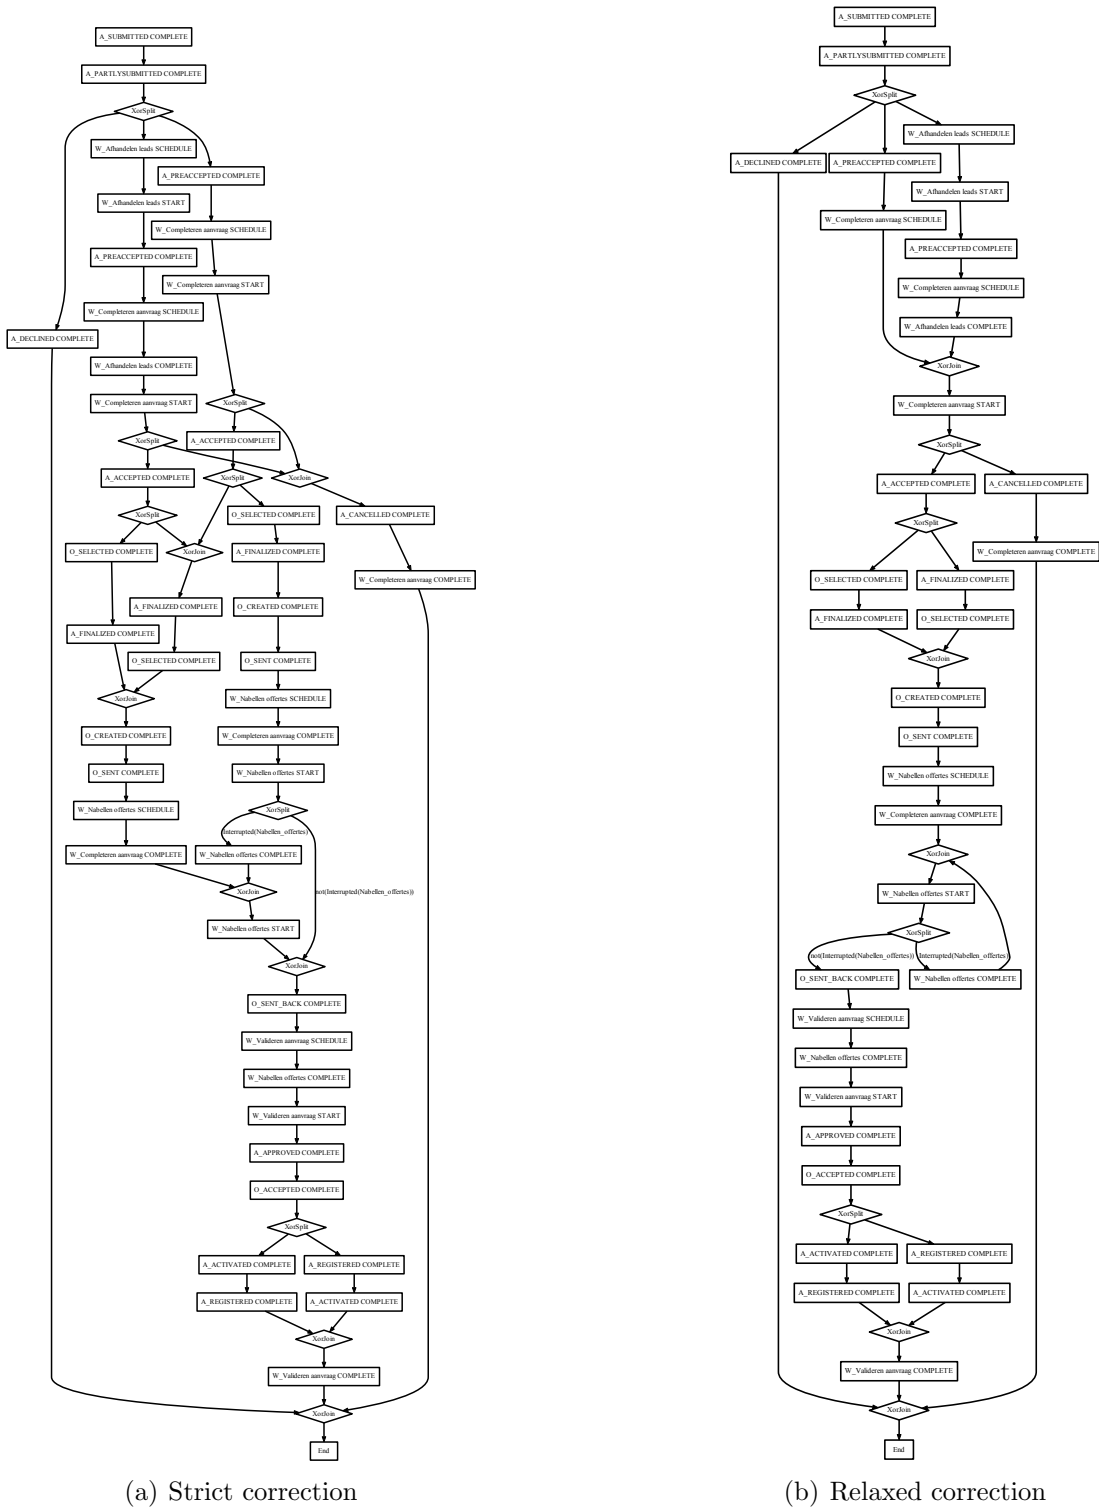 A_SUBMITTED COMPLETE
A_PARTLYSUBMITTED COMPLETE
XorSplit
W_Afhandelen leads SCHEDULE
A_PREACCEPTED COMPLETE
W_Afhandelen leads START
W_Completeren aanvraag SCHEDULE
A_PREACCEPTED COMPLETE
W_Completeren aanvraag START
W_Completeren aanvraag SCHEDULE
A_DECLINED COMPLETE
W_Afhandelen leads COMPLETE
W_Completeren aanvraag START
XorSplit
XorSplit
A_ACCEPTED COMPLETE
A_ACCEPTED COMPLETE
XorSplit
XorJoin
XorSplit
O_SELECTED COMPLETE
A_CANCELLED COMPLETE
O_SELECTED COMPLETE
XorJoin
A_FINALIZED COMPLETE
W_Completeren aanvraag COMPLETE
A_FINALIZED COMPLETE
O_CREATED COMPLETE
A_FINALIZED COMPLETE
O_SELECTED COMPLETE
O_SENT COMPLETE
XorJoin
W_Nabellen offertes SCHEDULE
O_CREATED COMPLETE
W_Completeren aanvraag COMPLETE
O_SENT COMPLETE
W_Nabellen offertes START
W_Nabellen offertes SCHEDULE
XorSplit
Interrupted(Nabellen_offertes)
W_Completeren aanvraag COMPLETE
W_Nabellen offertes COMPLETE
XorJoin
not(Interrupted(Nabellen_offertes))
W_Nabellen offertes START
XorJoin
O_SENT_BACK COMPLETE
W_Valideren aanvraag SCHEDULE
W_Nabellen offertes COMPLETE
W_Valideren aanvraag START
A_APPROVED COMPLETE
O_ACCEPTED COMPLETE
XorSplit
A_ACTIVATED COMPLETE
A_REGISTERED COMPLETE
A_REGISTERED COMPLETE
A_ACTIVATED COMPLETE
XorJoin
W_Valideren aanvraag COMPLETE
XorJoin
End
(a) Strict correction
A_SUBMITTED COMPLETE
A_PARTLYSUBMITTED COMPLETE
XorSplit
W_Afhandelen leads SCHEDULE
A_DECLINED COMPLETE
A_PREACCEPTED COMPLETE
W_Afhandelen leads START
W_Completeren aanvraag SCHEDULE
A_PREACCEPTED COMPLETE
W_Completeren aanvraag SCHEDULE
W_Afhandelen leads COMPLETE
XorJoin
W_Completeren aanvraag START
XorSplit
A_ACCEPTED COMPLETE
A_CANCELLED COMPLETE
XorSplit
W_Completeren aanvraag COMPLETE
O_SELECTED COMPLETE
A_FINALIZED COMPLETE
A_FINALIZED COMPLETE
O_SELECTED COMPLETE
XorJoin
O_CREATED COMPLETE
O_SENT COMPLETE
W_Nabellen offertes SCHEDULE
W_Completeren aanvraag COMPLETE
XorJoin
W_Nabellen offertes START
XorSplit
not(Interrupted(Nabellen_offertes))
Interrupted(Nabellen_offertes)
O_SENT_BACK COMPLETE
W_Nabellen offertes COMPLETE
W_Valideren aanvraag SCHEDULE
W_Nabellen offertes COMPLETE
W_Valideren aanvraag START
A_APPROVED COMPLETE
O_ACCEPTED COMPLETE
XorSplit
A_ACTIVATED COMPLETE
A_REGISTERED COMPLETE
A_REGISTERED COMPLETE
A_ACTIVATED COMPLETE
XorJoin
W_Valideren aanvraag COMPLETE
XorJoin
End
(b) Relaxed correction